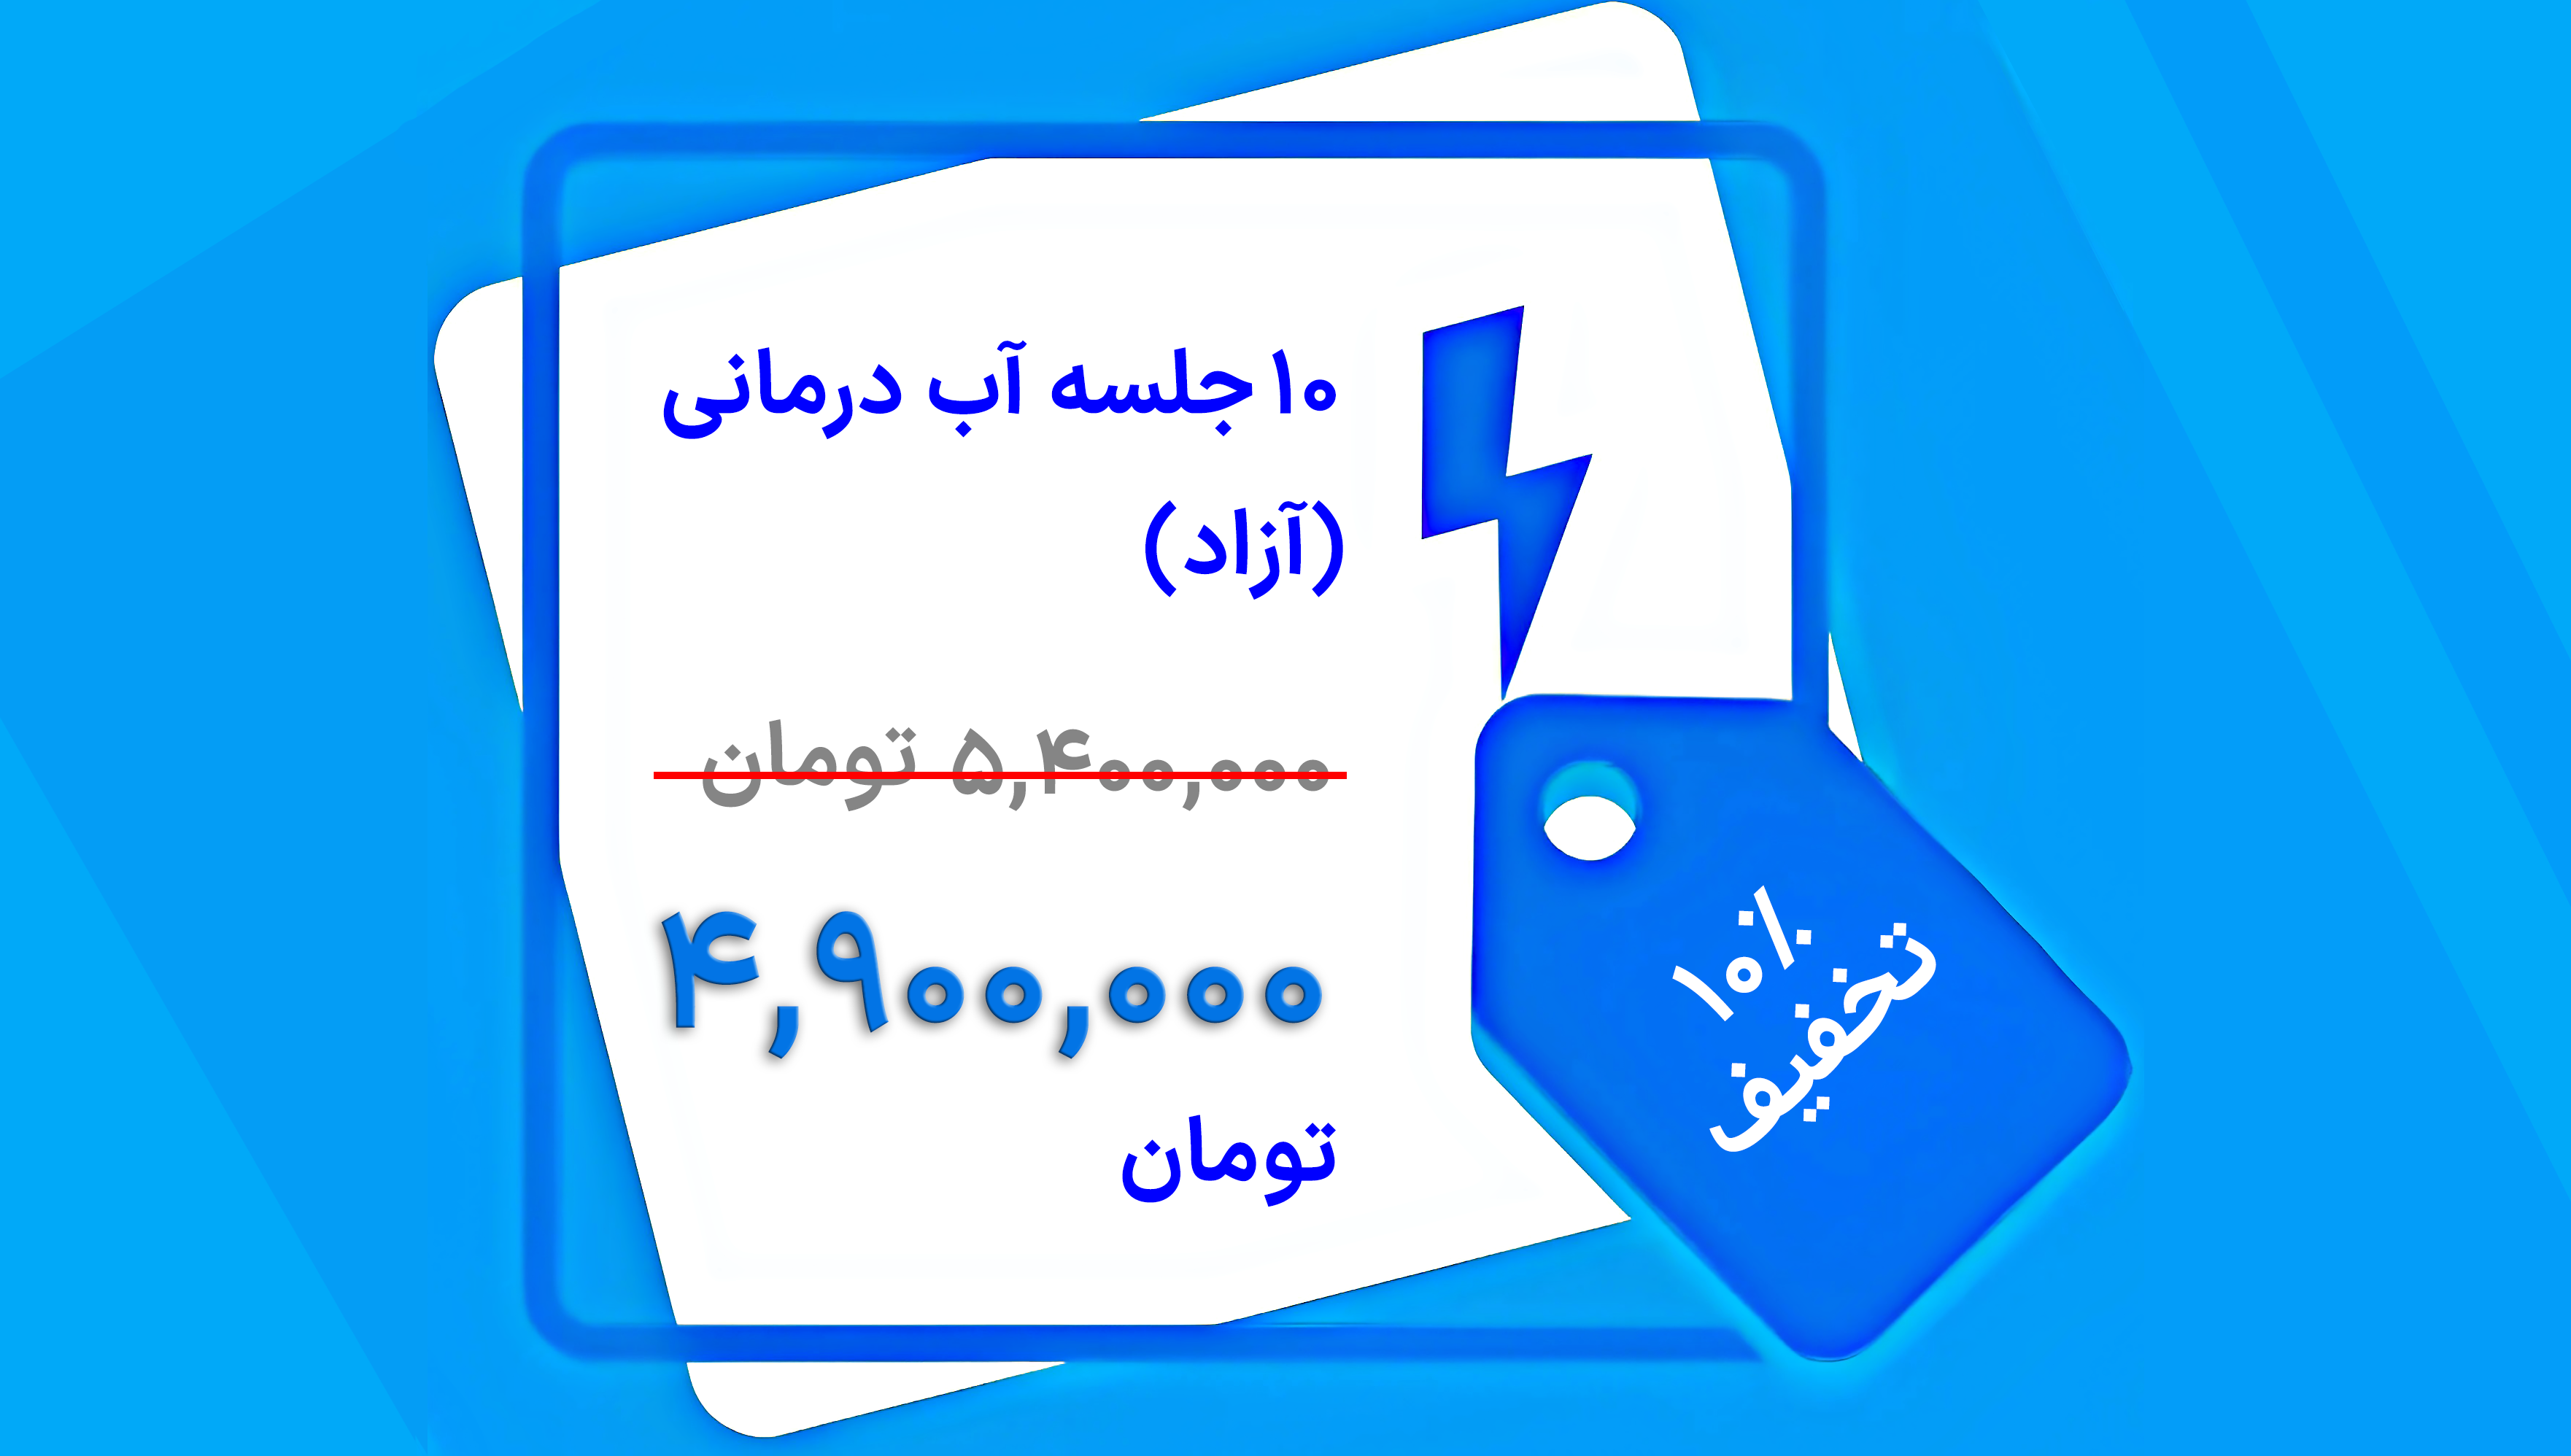 ۱۰ جلسه آب درمانی
(آزاد)
۵,۴۰۰,۰۰۰ تومان
۴,۹۰۰,۰۰۰
تومان
۱۰٪
تخفیف